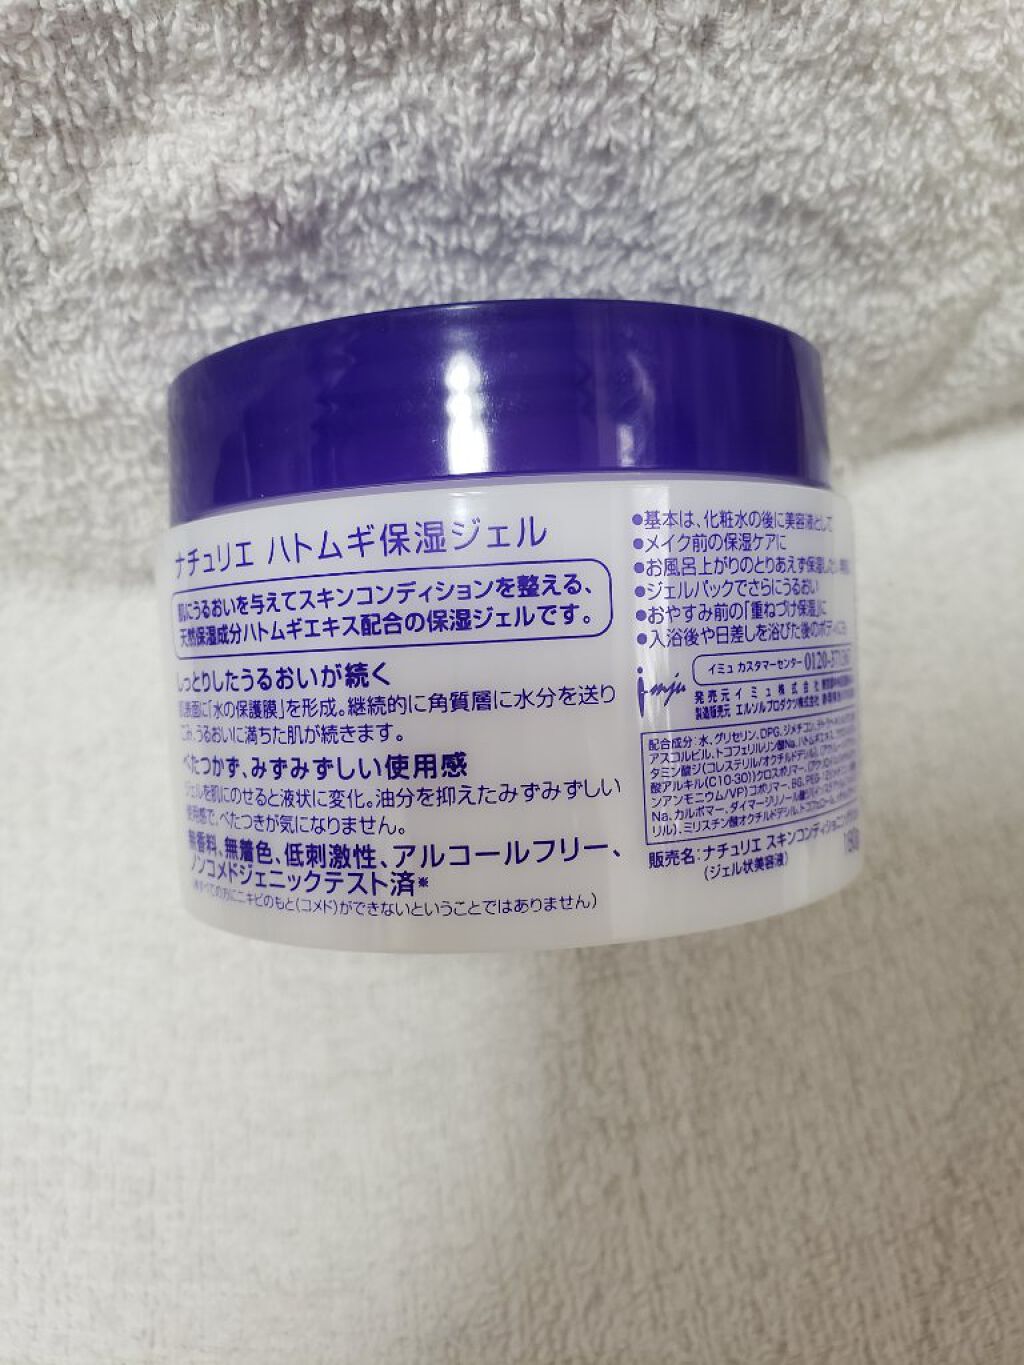 ナチュリエ ハトムギ保湿ジェル
肌にうるおいを与えてスキンコンディションを整える、
天然保湿成分ハトムギエキス配合の保湿ジェルです。
しっとりしたうるおいが続く
肌表面に「水の保護膜」を形成。継続的に角質層に水分を送り
こみ、うるおいに満ちた肌が続きます。
べたつかず、みずみずしい使用感
ジェルを肌にのせると液状に変化。油分を抑えたみずみずしい
使用感で、べたつきが気になりません。
無香料、無着色、低刺激性、アルコールフリー、
ノンコメドジェニックテスト済※
(※すべての方にニキビのもと(コメド)ができないということではありません)
●基本は、化粧水の後に美容液として
●メイク前の保湿ケアに
●お風呂上がりのとりあえず保湿したい
●ジェルパックでさらにうるおい
●おやすみ前の「重ねづけ保湿」に
●入浴後や日差しを浴びた後のボディにも
imju
イミュ カスタマーセンター 0120-371
発売元 イミュ株式会社
製造販売元 エルソルプロダクツ株式会社
配合成分:水、グリセリン、DPG、ジメチコン、
アスコルビル、トコフェリルリン酸Na、ハトムギエキス、
タミン酸ジ(コレステリル/オクチルドデシル)、
酸アルキル(C10-30))クロスポリマー、
ンアンモニウム/VP)コポリマー、BG、PEG-
Na、カルボマー、ダイマージリノール酸
リル)、ミリスチン酸オクチルドデシル、トコフェロール、
販売名:ナチュリエ スキンコンディショニング
(ジェル状美容液)
180